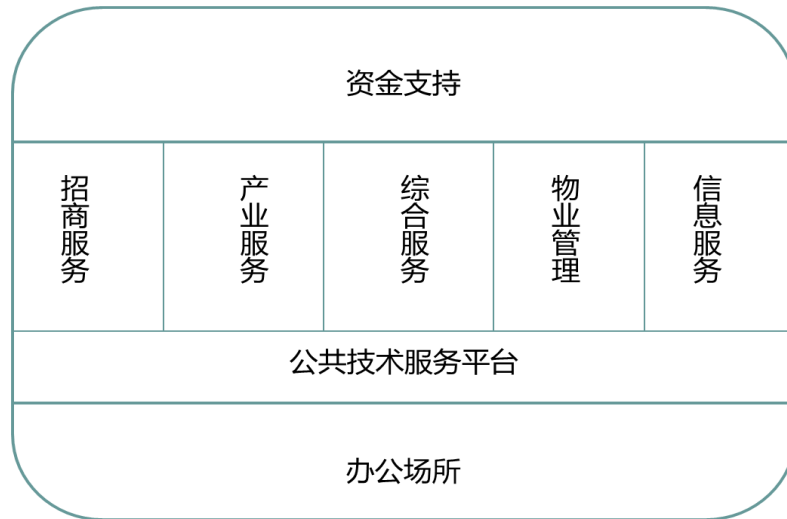 资金支持
招商服务
产业服务
综合服务
物业管理
信息服务
公共技术服务平台
办公场所